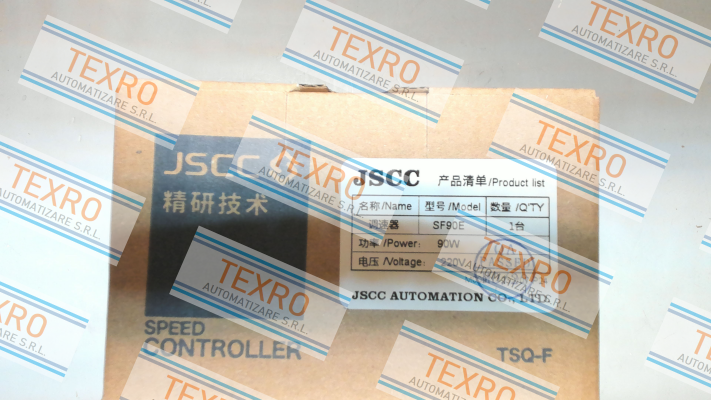 JSCC
精研技术
SPEED
CONTROLLER
JSCC 产品清单/Product list
名称/Name 型号/Model 数量/Q'TY
调速器 SF90E 1台
功率/Power: 90W
电压/Voltage: 220V
JSCC AUTOMATION CO., LTD
TSQ-F
TEXRO
AUTOMATIZARE S.R.L.